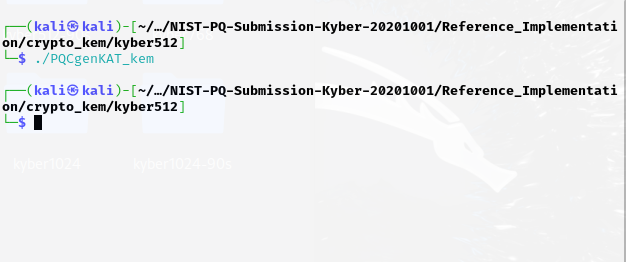 ┌──(kali㉿kali)-[~/…/NIST-PQ-Submission-Kyber-20201001/Reference_Implementati
on/crypto_kem/kyber512]
└─$ ./PQCgenKAT_kem
┌──(kali㉿kali)-[~/…/NIST-PQ-Submission-Kyber-20201001/Reference_Implementati
on/crypto_kem/kyber512]
└─$
kyber1024 kyber1024-90s